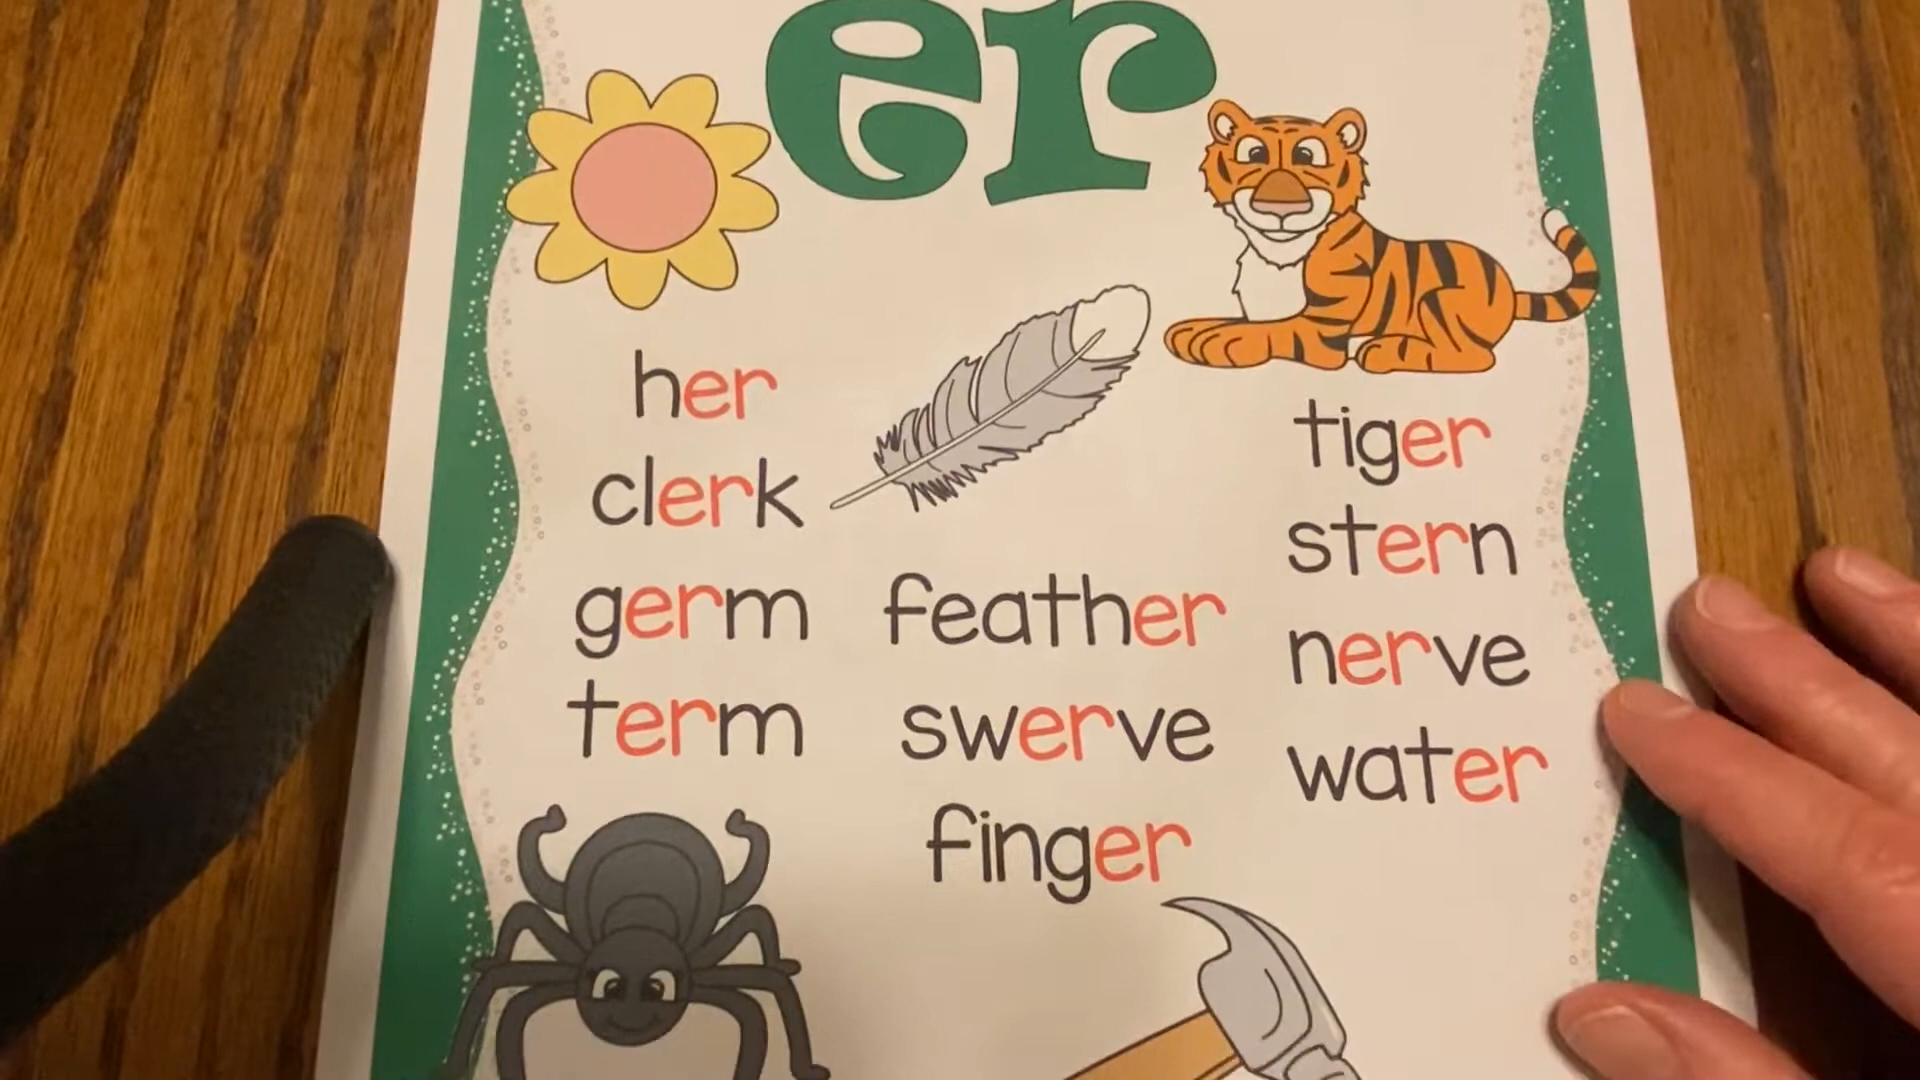 er
her
clerk
germ
term
feather
swerve
finger
tiger
stern
nerve
water